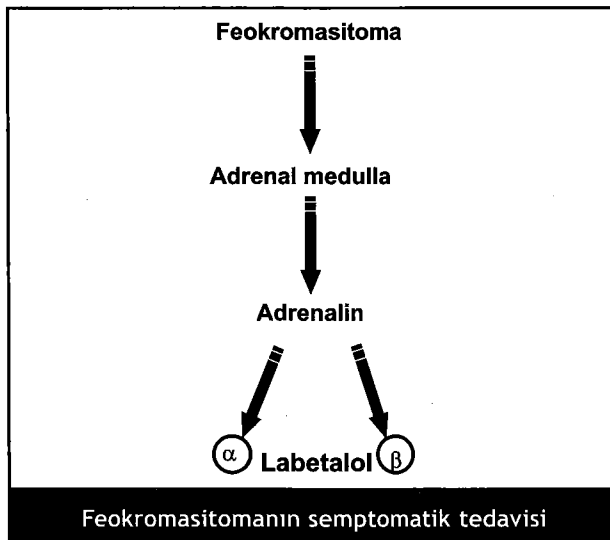 Feokromasitoma
Adrenal medulla
Adrenalin
α Labetalol β
Feokromasitomanın semptomatik tedavisi